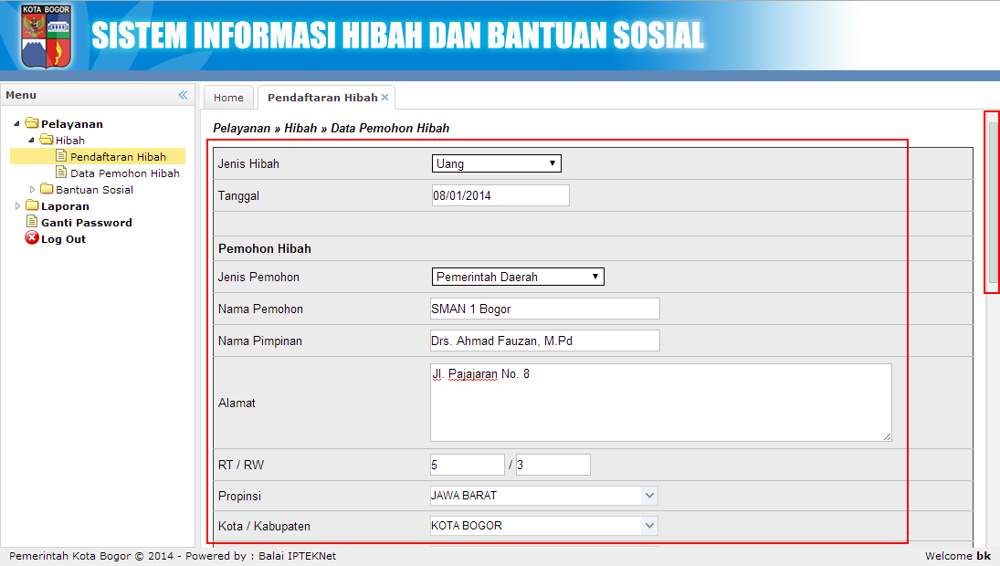 KOTA BOGOR
SISTEM INFORMASI HIBAH DAN BANTUAN SOSIAL
Menu
Pelayanan
Hibah
Pendaftaran Hibah
Data Pemohon Hibah
Bantuan Sosial
Laporan
Ganti Password
Log Out
Home
Pendaftaran Hibah
Pelayanan » Hibah » Data Pemohon Hibah
Jenis Hibah Uang
Tanggal 08/01/2014
Pemohon Hibah
Jenis Pemohon Pemerintah Daerah
Nama Pemohon SMAN 1 Bogor
Nama Pimpinan Drs. Ahmad Fauzan, M.Pd
Alamat Jl. Pajajaran No. 8
RT / RW 5 / 3
Propinsi JAWA BARAT
Kota / Kabupaten KOTA BOGOR
Pemerintah Kota Bogor © 2014 - Powered by : Balai IPTEKNet
Welcome bk